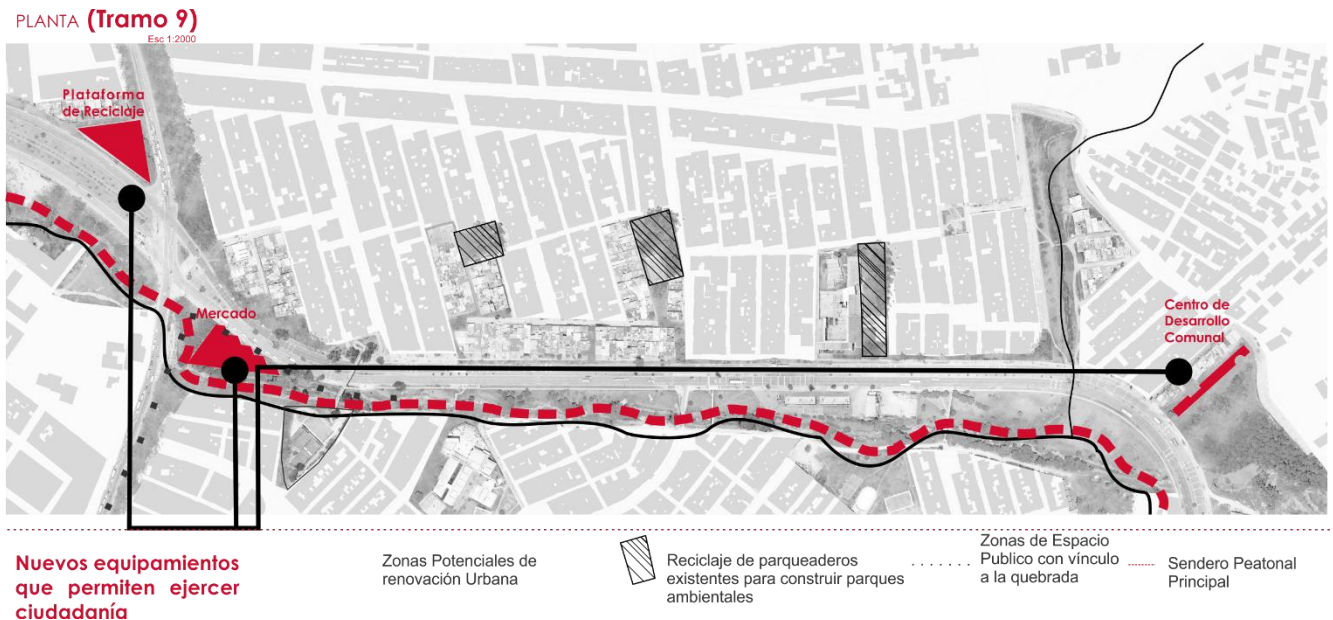 PLANTA (Tramo 9)
Esc 1:2000
Plataforma
de Reciclaje
Mercado
Centro de
Desarrollo
Comunal
Nuevos equipamientos
que permiten ejercer
ciudadanía
Zonas Potenciales de
renovación Urbana
Reciclaje de parqueaderos
existentes para construir parques
ambientales
Zonas de Espacio
Publico con vínculo
a la quebrada
Sendero Peatonal
Principal